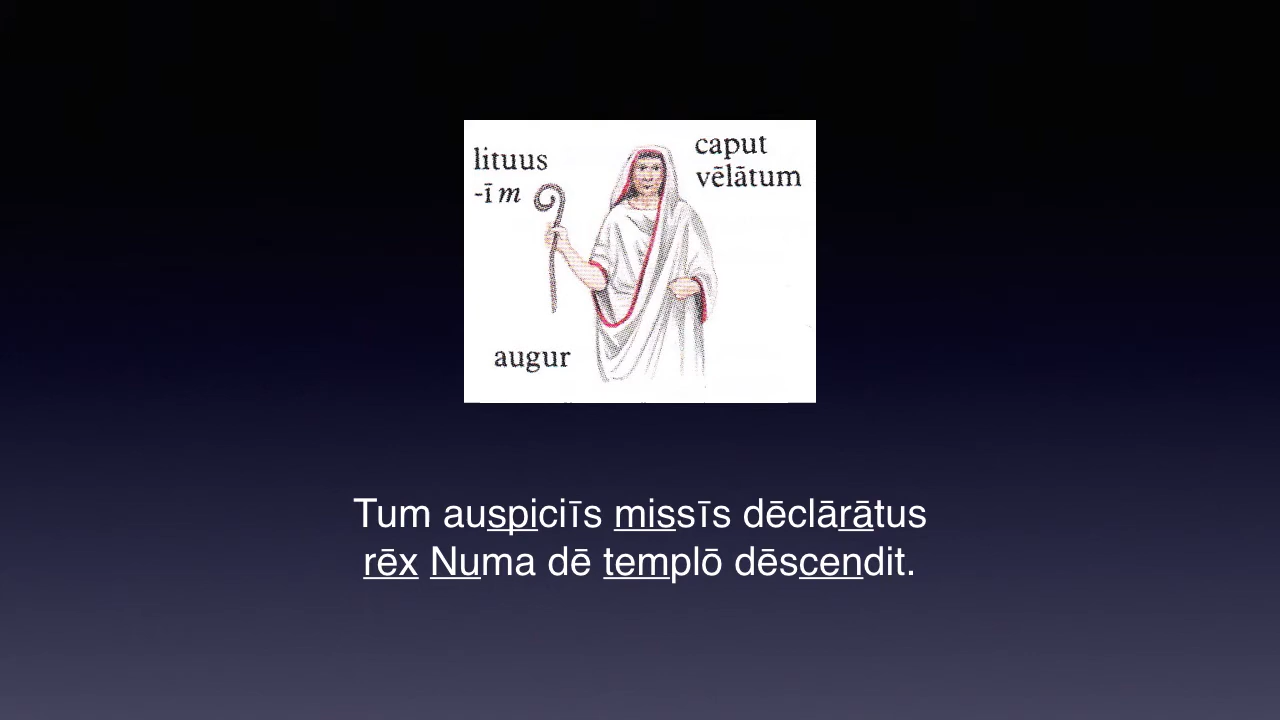 lituus
-ī m
caput
vēlātum
augur
Tum auspiciīs missīs dēclārātus
rēx Numa dē templō dēscendit.